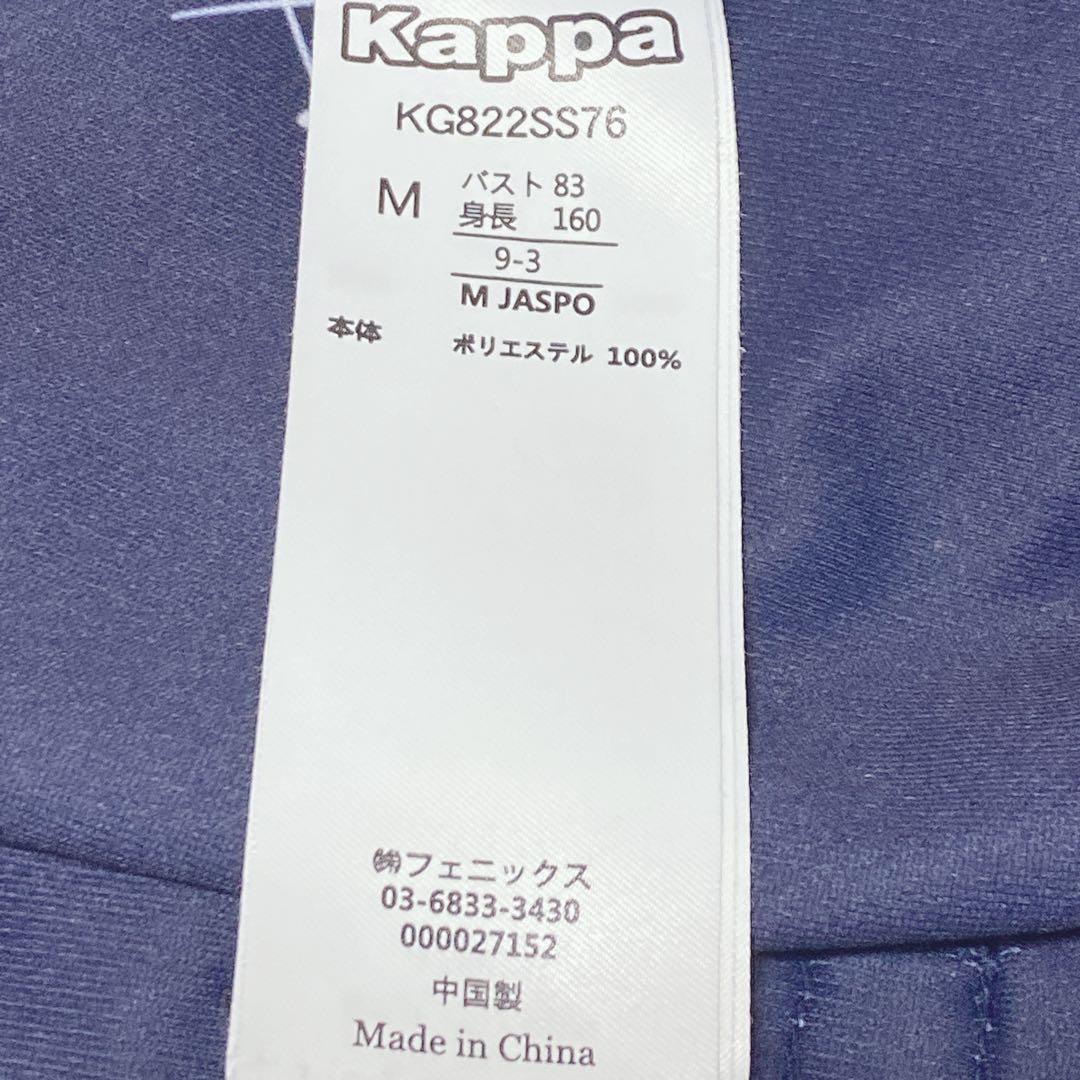 Kappa
KG822SS76
M
バスト 83
身長 160
9-3
M JASPO
本体 ポリエステル 100%
㈱フェニックス
03-6833-3430
000027152
中国製
Made in China